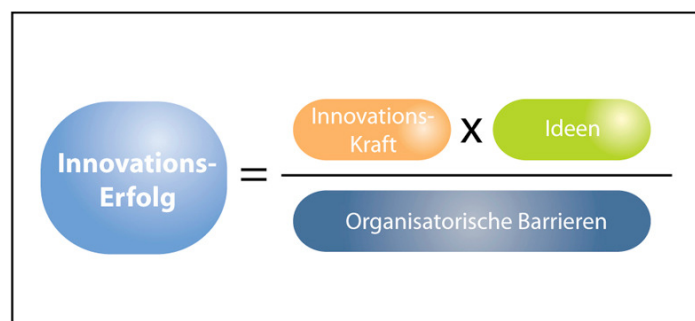 Innovations-
Erfolg
=
Innovations-
Kraft
x
Ideen
Organisatorische Barrieren